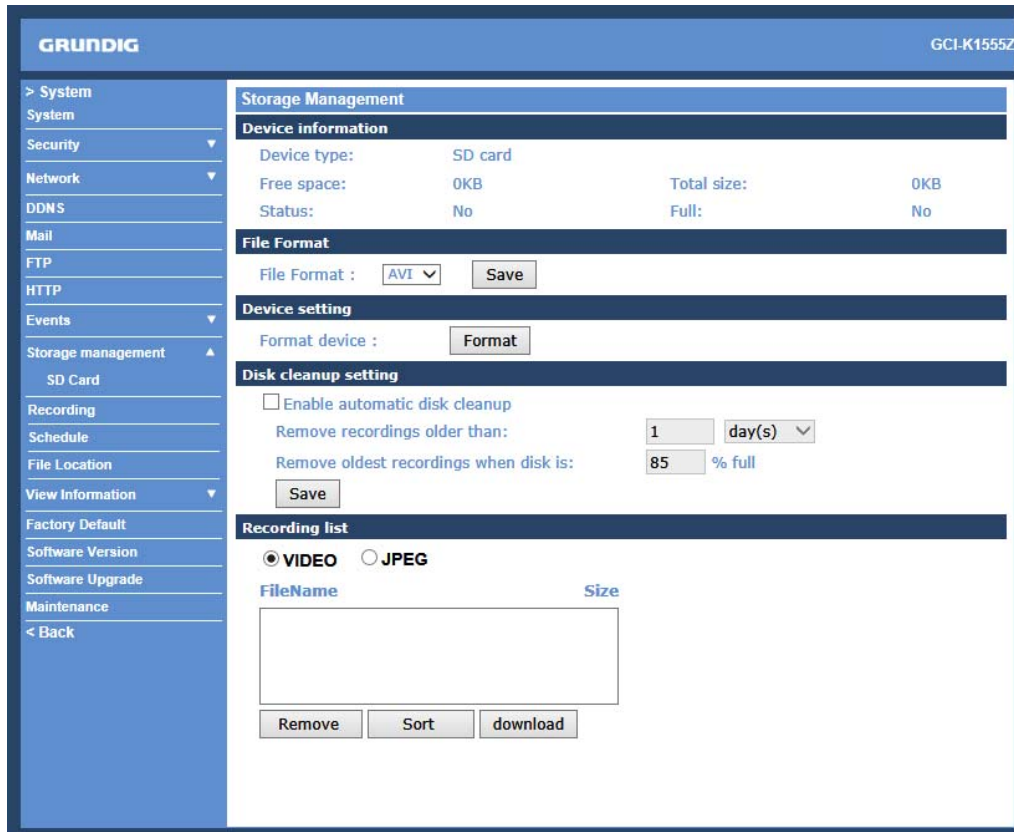 GRUNDIG
GCI-K1555Z
> System
System
Security
Network
DDNS
Mail
FTP
HTTP
Events
Storage management
SD Card
Recording
Schedule
File Location
View Information
Factory Default
Software Version
Software Upgrade
Maintenance
< Back
Storage Management
Device information
Device type: SD card
Free space: 0KB Total size: 0KB
Status: No Full: No
File Format
File Format : AVI Save
Device setting
Format device : Format
Disk cleanup setting
Enable automatic disk cleanup
Remove recordings older than: 1 day(s)
Remove oldest recordings when disk is: 85 % full
Save
Recording list
VIDEO JPEG
FileName Size
Remove Sort download